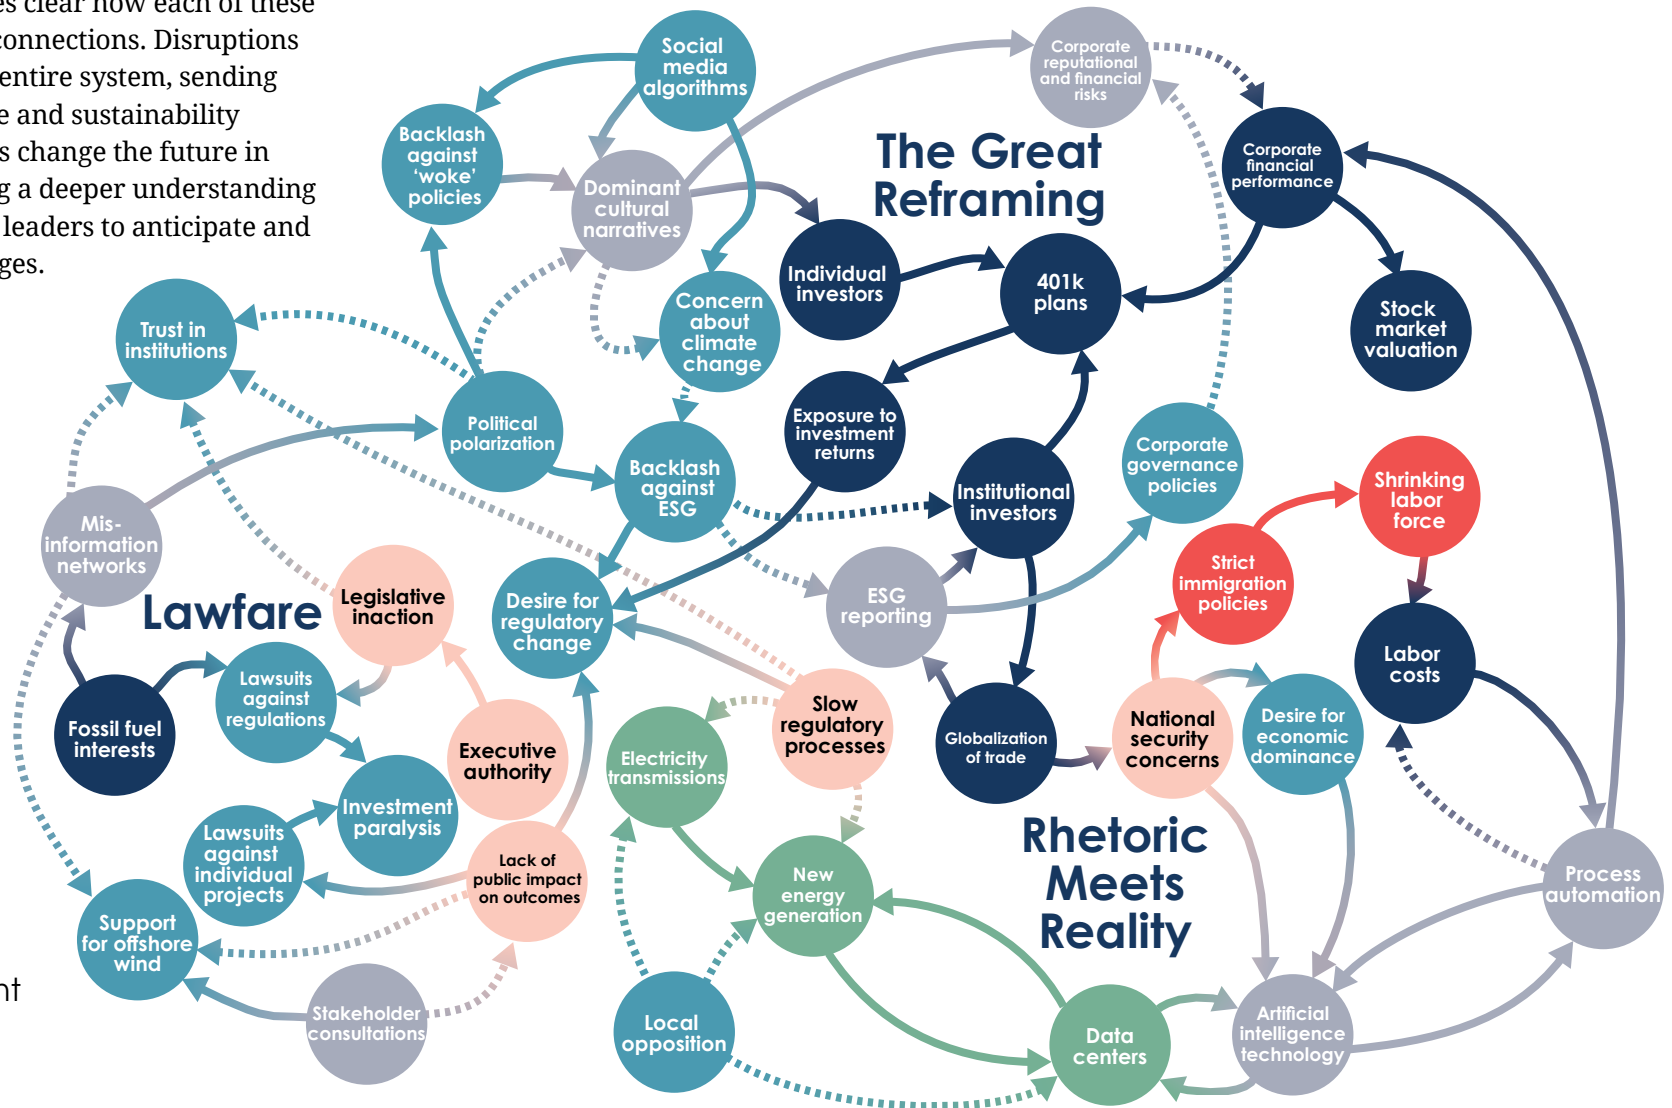 es clear how each of these
connections. Disruptions
entire system, sending
e and sustainability
s change the future in
g a deeper understanding
leaders to anticipate and
ges.
Social
media
algorithms
Corporate
reputational
and financial
risks
Backlash
against
‘woke’
policies
Dominant
cultural
narratives
The Great
Reframing
Corporate
financial
performance
Individual
investors
401k
plans
Concern
about
climate
change
Stock
market
valuation
Trust in
institutions
Political
polarization
Exposure to
investment
returns
Backlash
against
ESG
Institutional
investors
Corporate
governance
policies
Shrinking
labor
force
Mis-
information
networks
Strict
immigration
policies
Lawfare
Legislative
inaction
Desire for
regulatory
change
ESG
reporting
Labor
costs
Fossil fuel
interests
Lawsuits
against
regulations
Executive
authority
Electricity
transmissions
Slow
regulatory
processes
Globalization
of trade
National
security
concerns
Desire for
economic
dominance
Investment
paralysis
Lawsuits
against
individual
projects
Lack of
public impact
on outcomes
New
energy
generation
Rhetoric
Meets
Reality
Process
automation
Support
for offshore
wind
nt
Stakeholder
consultations
Local
opposition
Data
centers
Artificial
intelligence
technology